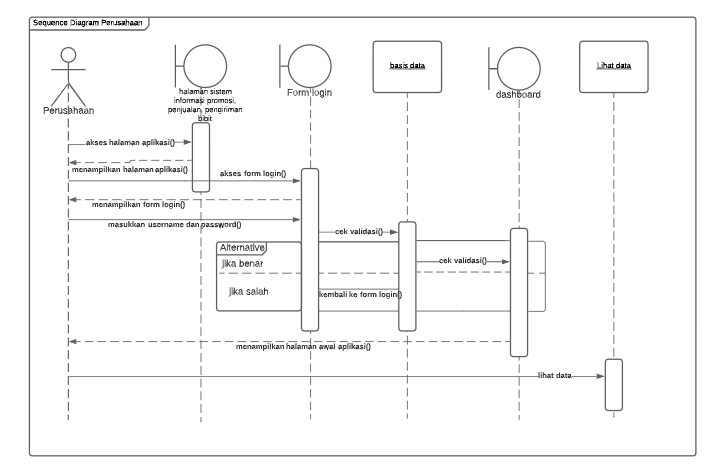 Sequence Diagram Perusahaan
Perusahaan
halaman sistem
informasi promosi,
penjualan, pengiriman
bibit
Form login
basis data
dashboard
Lihat data
akses halaman aplikasi()
menampilkan halaman aplikasi()
akses form login()
menampilkan form login()
masukkan username dan password()
cek validasi()
Alternative
jika benar
cek validasi()
jika salah
kembali ke form login()
menampilkan halaman awal aplikasi()
lihat data